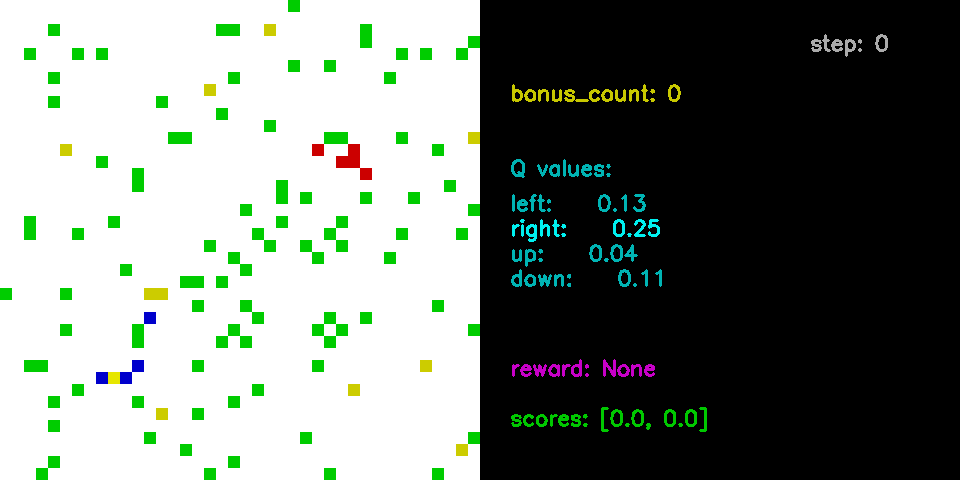 step: 0
bonus_count: 0
Q values:
left: 0.13
right: 0.25
up: 0.04
down: 0.11
reward: None
scores: [0.0, 0.0]